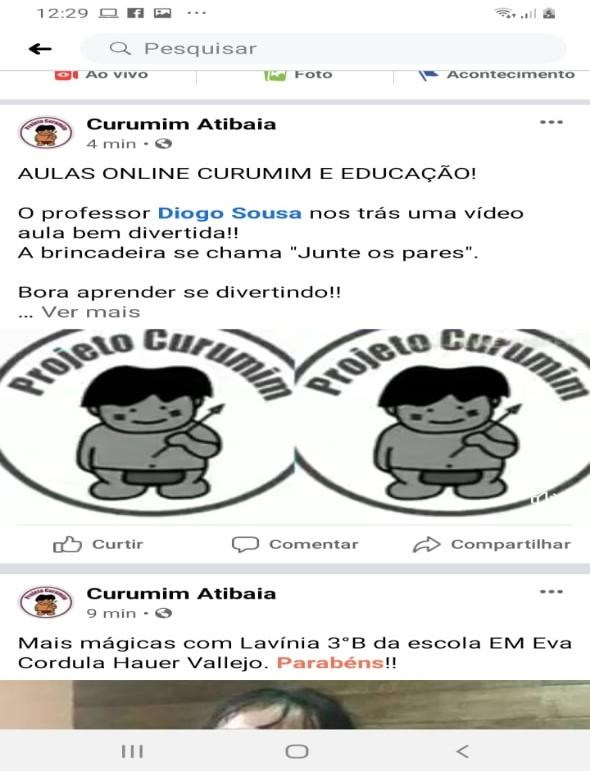 12:29
Pesquisar
Ao vivo
Foto
Acontecimento
Curumim Atibaia
4 min
AULAS ONLINE CURUMIM E EDUCAÇÃO!
O professor Diogo Sousa nos trás uma vídeo
aula bem divertida!!
A brincadeira se chama "Junte os pares".
Bora aprender se divertindo!!
... Ver mais
Projeto Curumim
Projeto Curumim
Curtir
Comentar
Compartilhar
Curumim Atibaia
9 min
Mais mágicas com Lavínia 3°B da escola EM Eva
Cordula Hauer Vallejo. Parabéns!!